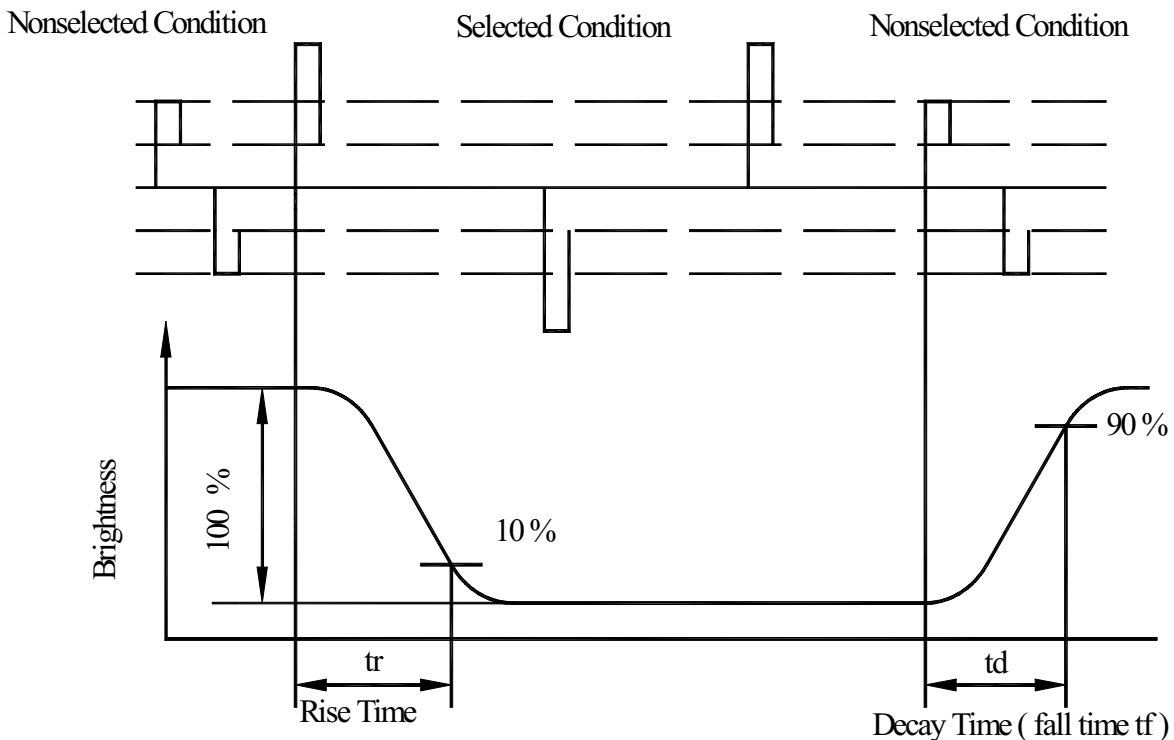 Nonselected Condition
Selected Condition
Nonselected Condition
Brightness
100 %
10 %
90 %
tr
Rise Time
td
Decay Time ( fall time tf )